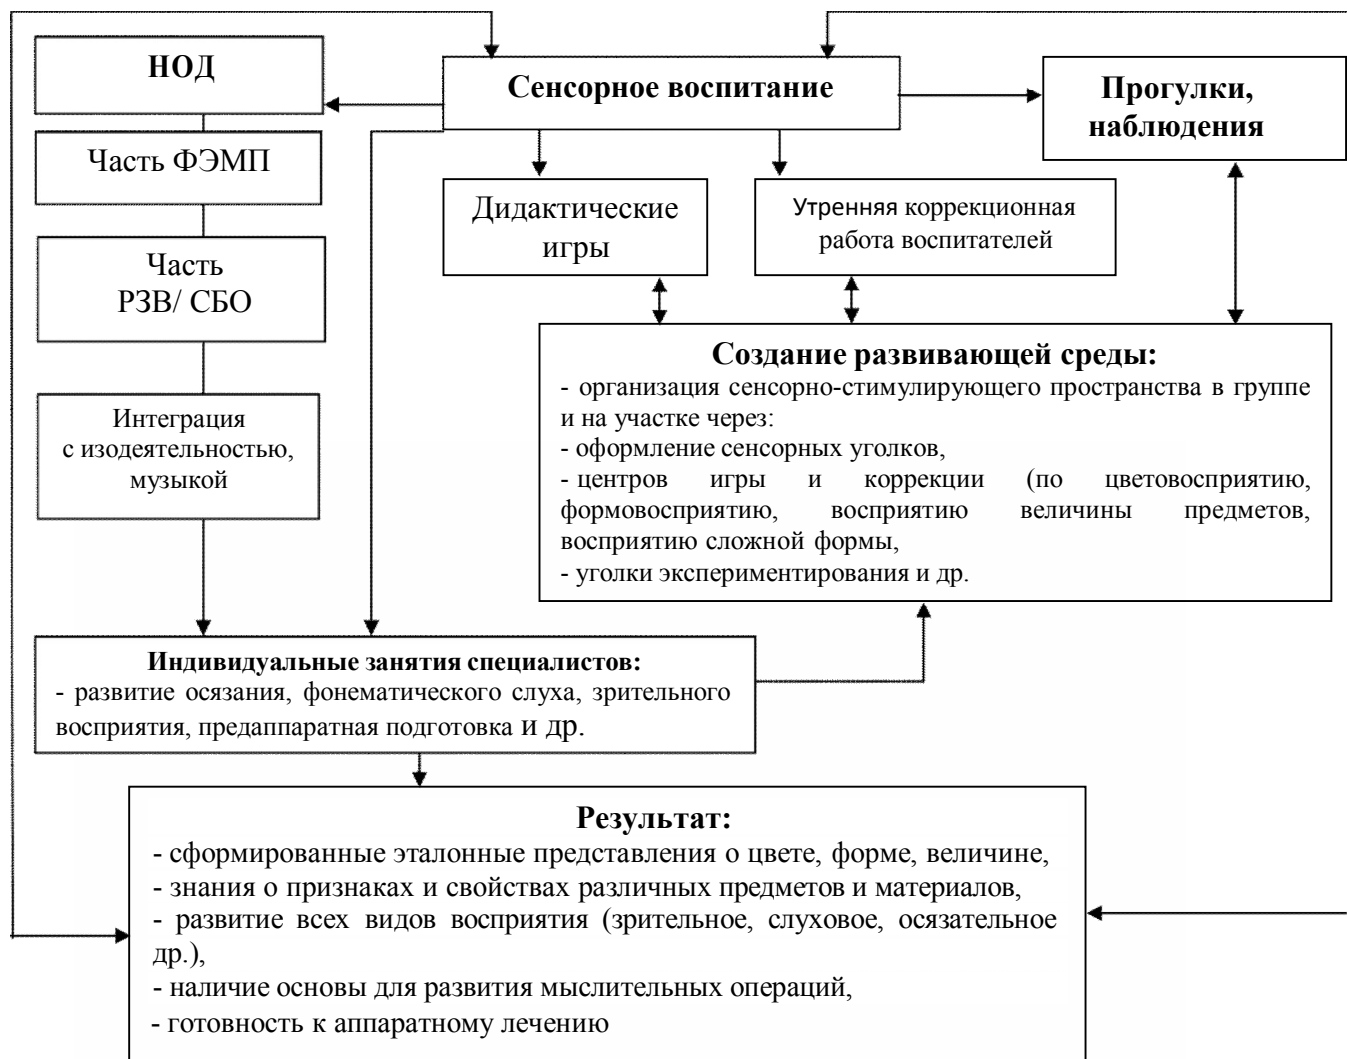 НОД
Сенсорное воспитание
Прогулки,
наблюдения
Часть ФЭМП
Дидактические
игры
Утренняя коррекционная
работа воспитателей
Часть
РЗВ/ СБО
Создание развивающей среды:
- организация сенсорно-стимулирующего пространства в группе
и на участке через:
- оформление сенсорных уголков,
- центров игры и коррекции (по цветовосприятию,
формовосприятию, восприятию величины предметов,
восприятию сложной формы,
- уголки экспериментирования и др.
Интеграция
с изодеятельностью,
музыкой
Индивидуальные занятия специалистов:
- развитие осязания, фонематического слуха, зрительного
восприятия, предаппаратная подготовка и др.
Результат:
- сформированные эталонные представления о цвете, форме, величине,
- знания о признаках и свойствах различных предметов и материалов,
- развитие всех видов восприятия (зрительное, слуховое, осязательное
др.),
- наличие основы для развития мыслительных операций,
- готовность к аппаратному лечению